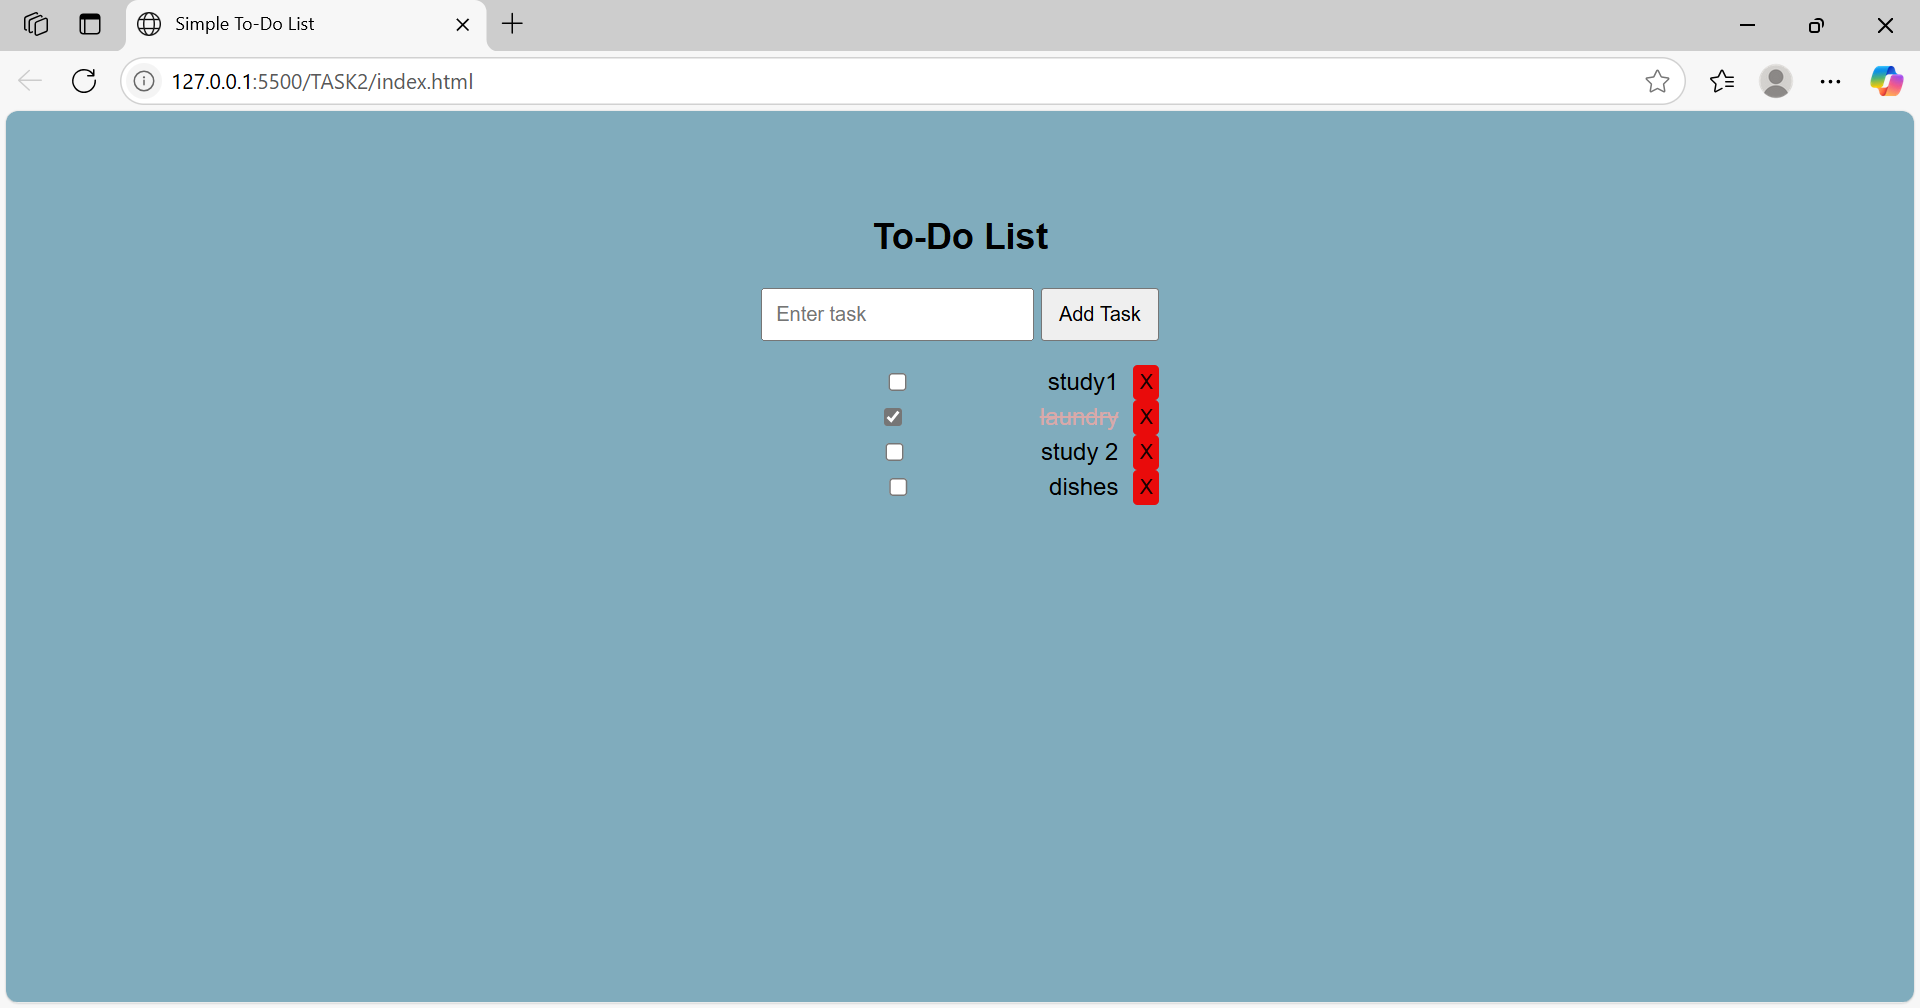 Simple To-Do List
127.0.0.1:5500/TASK2/index.html
To-Do List
Enter task Add Task
study1 X
laundry X
study 2 X
dishes X